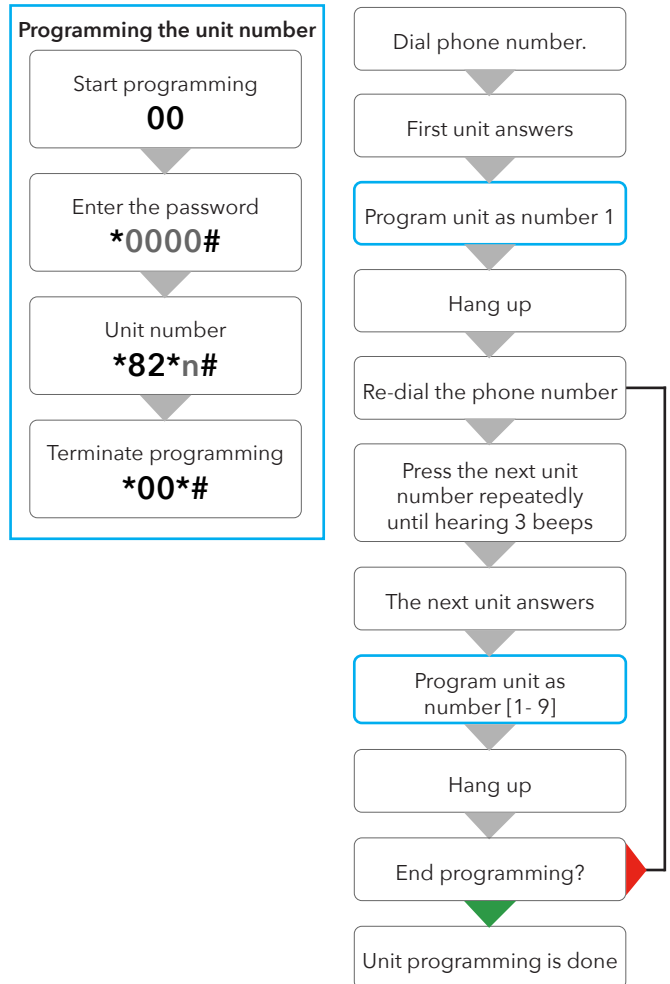 Programming the unit number
Start programming
00
Enter the password
*0000#
Unit number
*82*n#
Terminate programming
*00*#
Dial phone number.
First unit answers
Program unit as number 1
Hang up
Re-dial the phone number
Press the next unit
number repeatedly
until hearing 3 beeps
The next unit answers
Program unit as
number [1- 9]
Hang up
End programming?
Unit programming is done